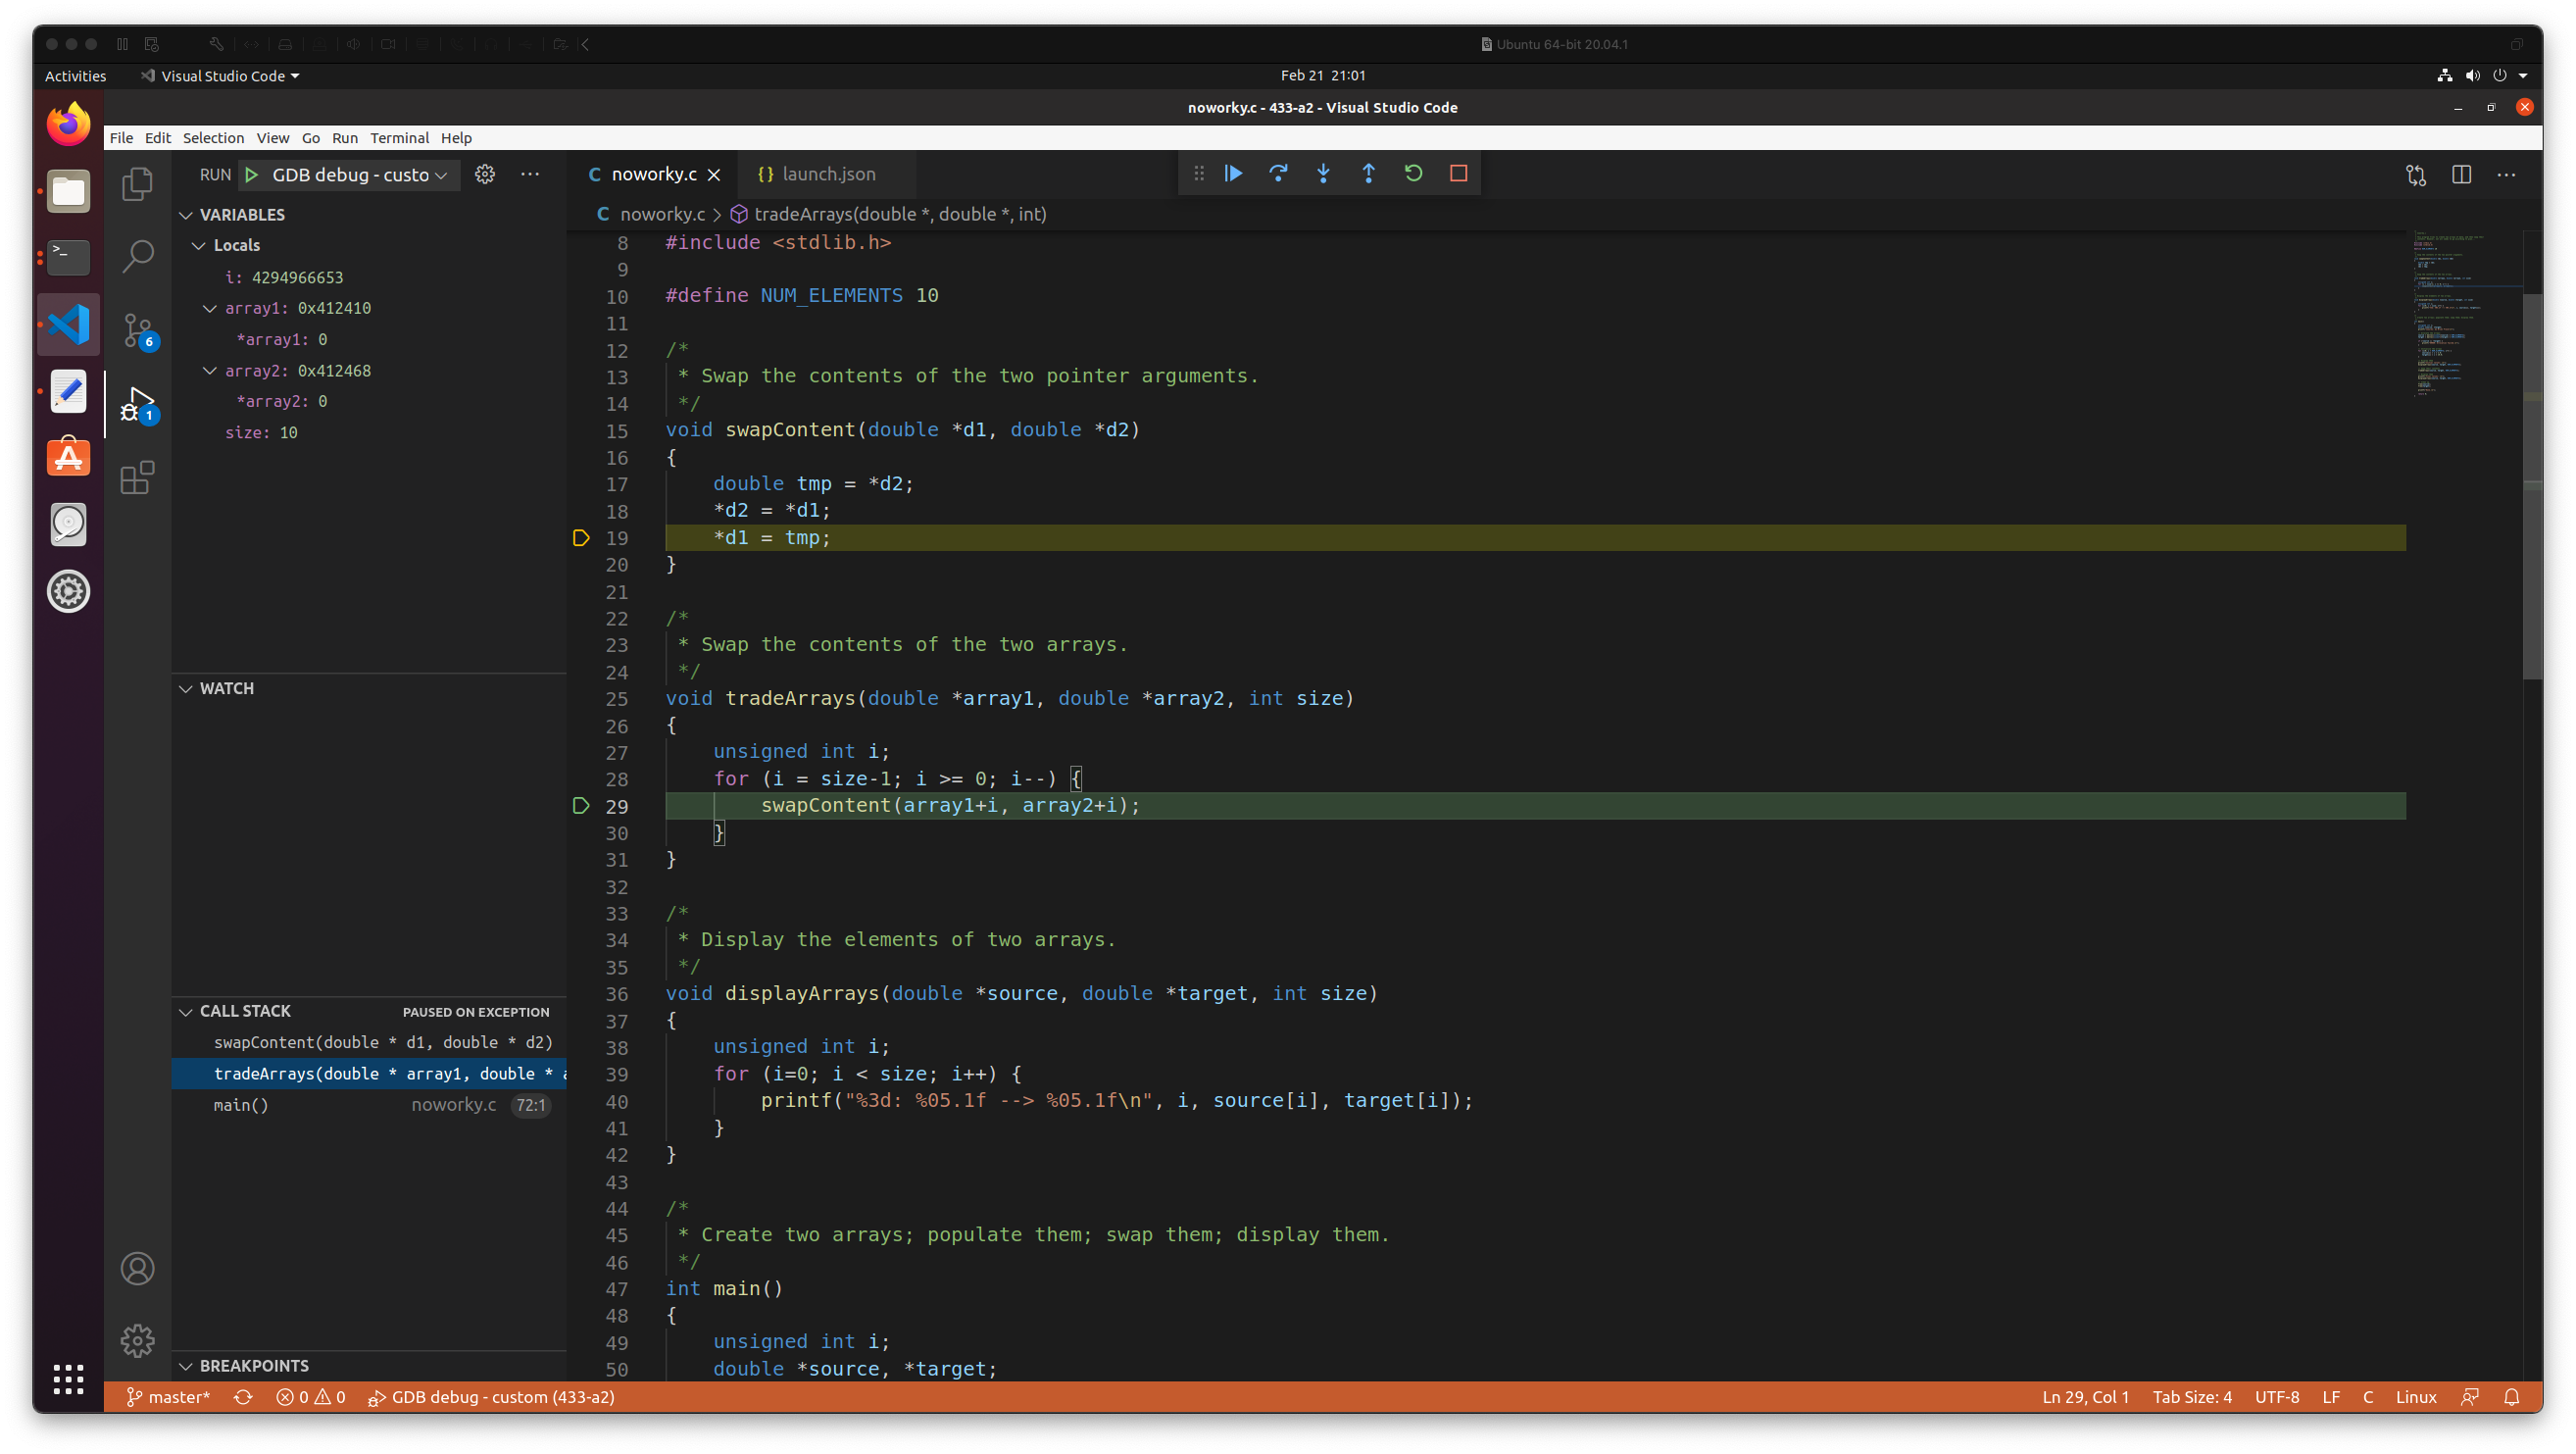 Ubuntu 64-bit 20.04.1
Activities
Visual Studio Code
Feb 21 21:01
noworky.c - 433-a2 - Visual Studio Code
File Edit Selection View Go Run Terminal Help
RUN
GDB debug - custo
VARIABLES
Locals
i: 4294966653
array1: 0x412410
*array1: 0
array2: 0x412468
*array2: 0
size: 10
WATCH
CALL STACK
PAUSED ON EXCEPTION
swapContent(double * d1, double * d2)
tradeArrays(double * array1, double * a
main()
noworky.c
72:1
BREAKPOINTS
6
1
C noworky.c
{} launch.json
C noworky.c > tradeArrays(double *, double *, int)
8 #include <stdlib.h>
9
10 #define NUM_ELEMENTS 10
11
12 /*
13 * Swap the contents of the two pointer arguments.
14 */
15 void swapContent(double *d1, double *d2)
16 {
17 double tmp = *d2;
18 *d2 = *d1;
19 *d1 = tmp;
20 }
21
22 /*
23 * Swap the contents of the two arrays.
24 */
25 void tradeArrays(double *array1, double *array2, int size)
26 {
27 unsigned int i;
28 for (i = size-1; i >= 0; i--) {
29 swapContent(array1+i, array2+i);
30 }
31 }
32
33 /*
34 * Display the elements of two arrays.
35 */
36 void displayArrays(double *source, double *target, int size)
37 {
38 unsigned int i;
39 for (i=0; i < size; i++) {
40 printf("%3d: %05.1f --> %05.1f\n", i, source[i], target[i]);
41 }
42 }
43
44 /*
45 * Create two arrays; populate them; swap them; display them.
46 */
47 int main()
48 {
49 unsigned int i;
50 double *source, *target;
master*
0 0
GDB debug - custom (433-a2)
Ln 29, Col 1
Tab Size: 4
UTF-8
LF
C
Linux